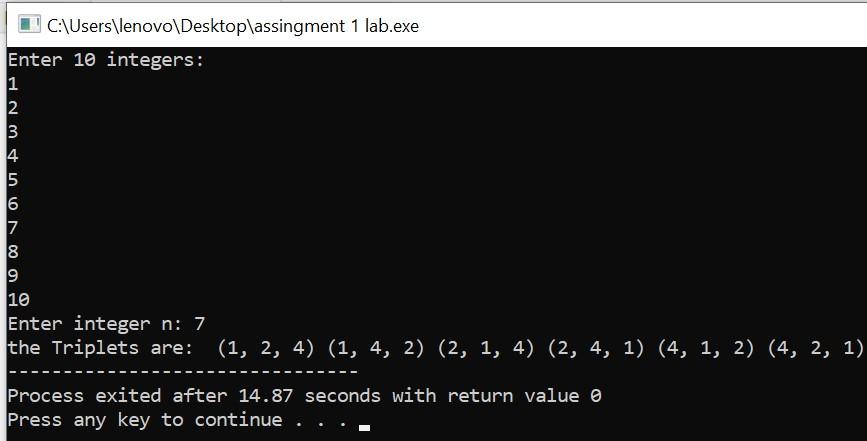 C:\Users\lenovo\Desktop\assingment 1 lab.exe
Enter 10 integers:
1
2
3
4
5
6
7
8
9
10
Enter integer n: 7
the Triplets are:  (1, 2, 4) (1, 4, 2) (2, 1, 4) (2, 4, 1) (4, 1, 2) (4, 2, 1)
--------------------------------
Process exited after 14.87 seconds with return value 0
Press any key to continue . . .